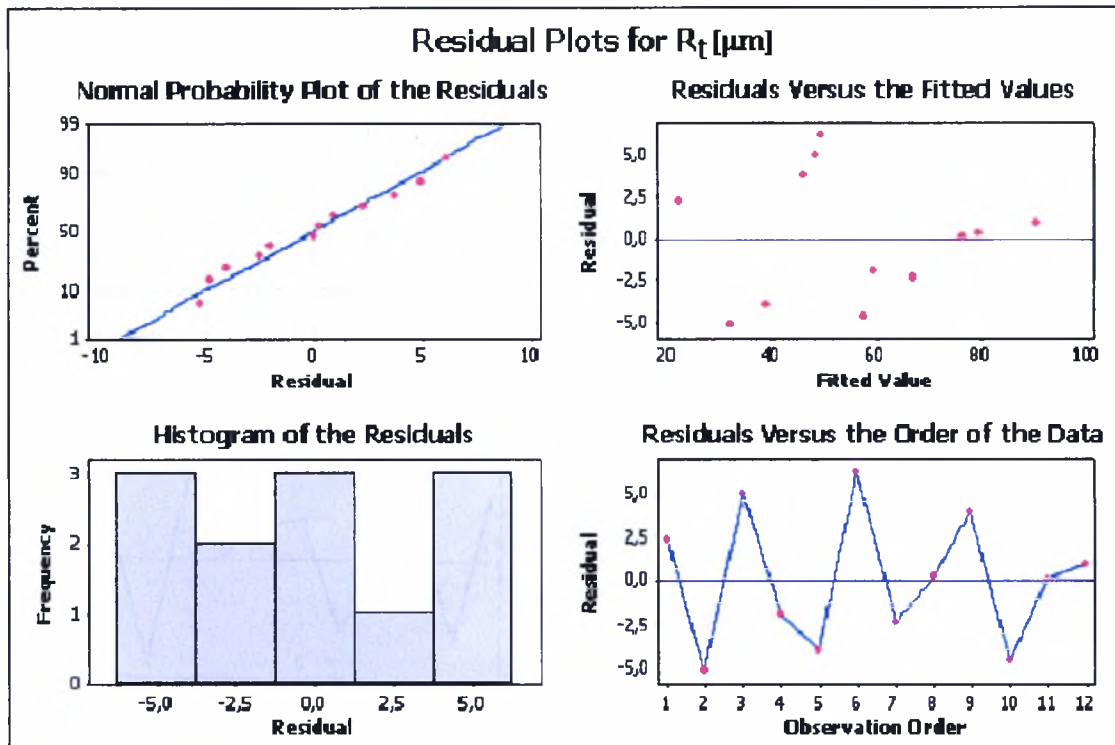 Residual Plots for Rt [µm]
Normal Probability Plot of the Residuals
99
90
50
10
1
Percent
-10 -5 0 5 10
Residual
Residuals Versus the Fitted Values
5,0
2,5
0,0
-2,5
-5,0
Residual
20 40 60 80 100
Fitted Value
Histogram of the Residuals
3
2
1
0
Frequency
-5,0 -2,5 0,0 2,5 5,0
Residual
Residuals Versus the Order of the Data
5,0
2,5
0,0
-2,5
-5,0
Residual
1 2 3 4 5 6 7 8 9 10 11 12
Observation Order